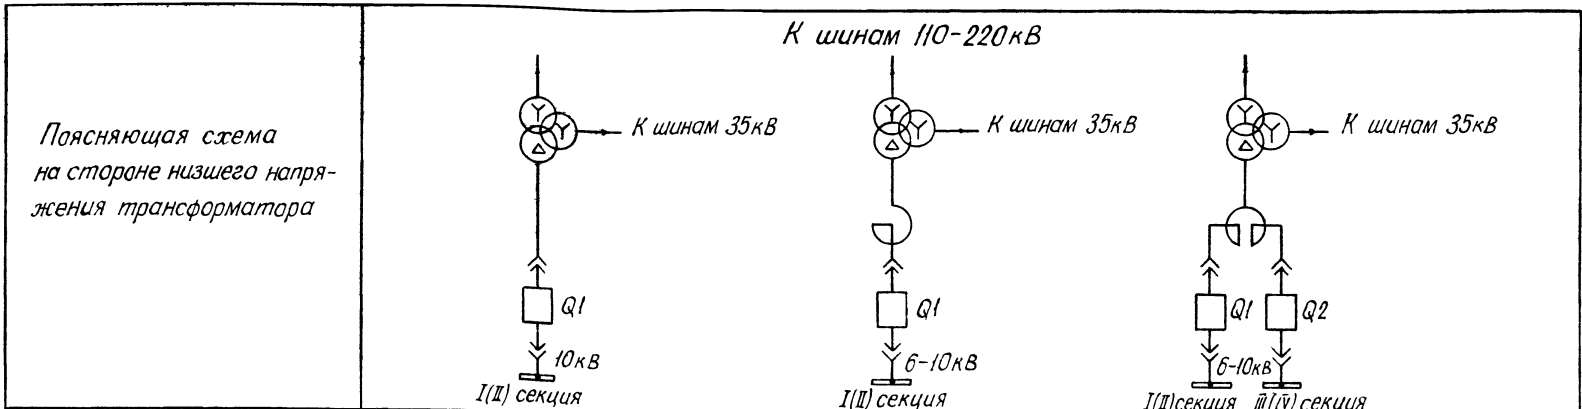 К шинам 110-220кВ
Поясняющая схема
на стороне низшего напря-
жения трансформатора
К шинам 35кВ
К шинам 35кВ
К шинам 35кВ
Q1
Q1
Q1
Q2
10кВ
6-10кВ
6-10кВ
I(II) секция
I(II) секция
I(II) секция
III(IV) секция